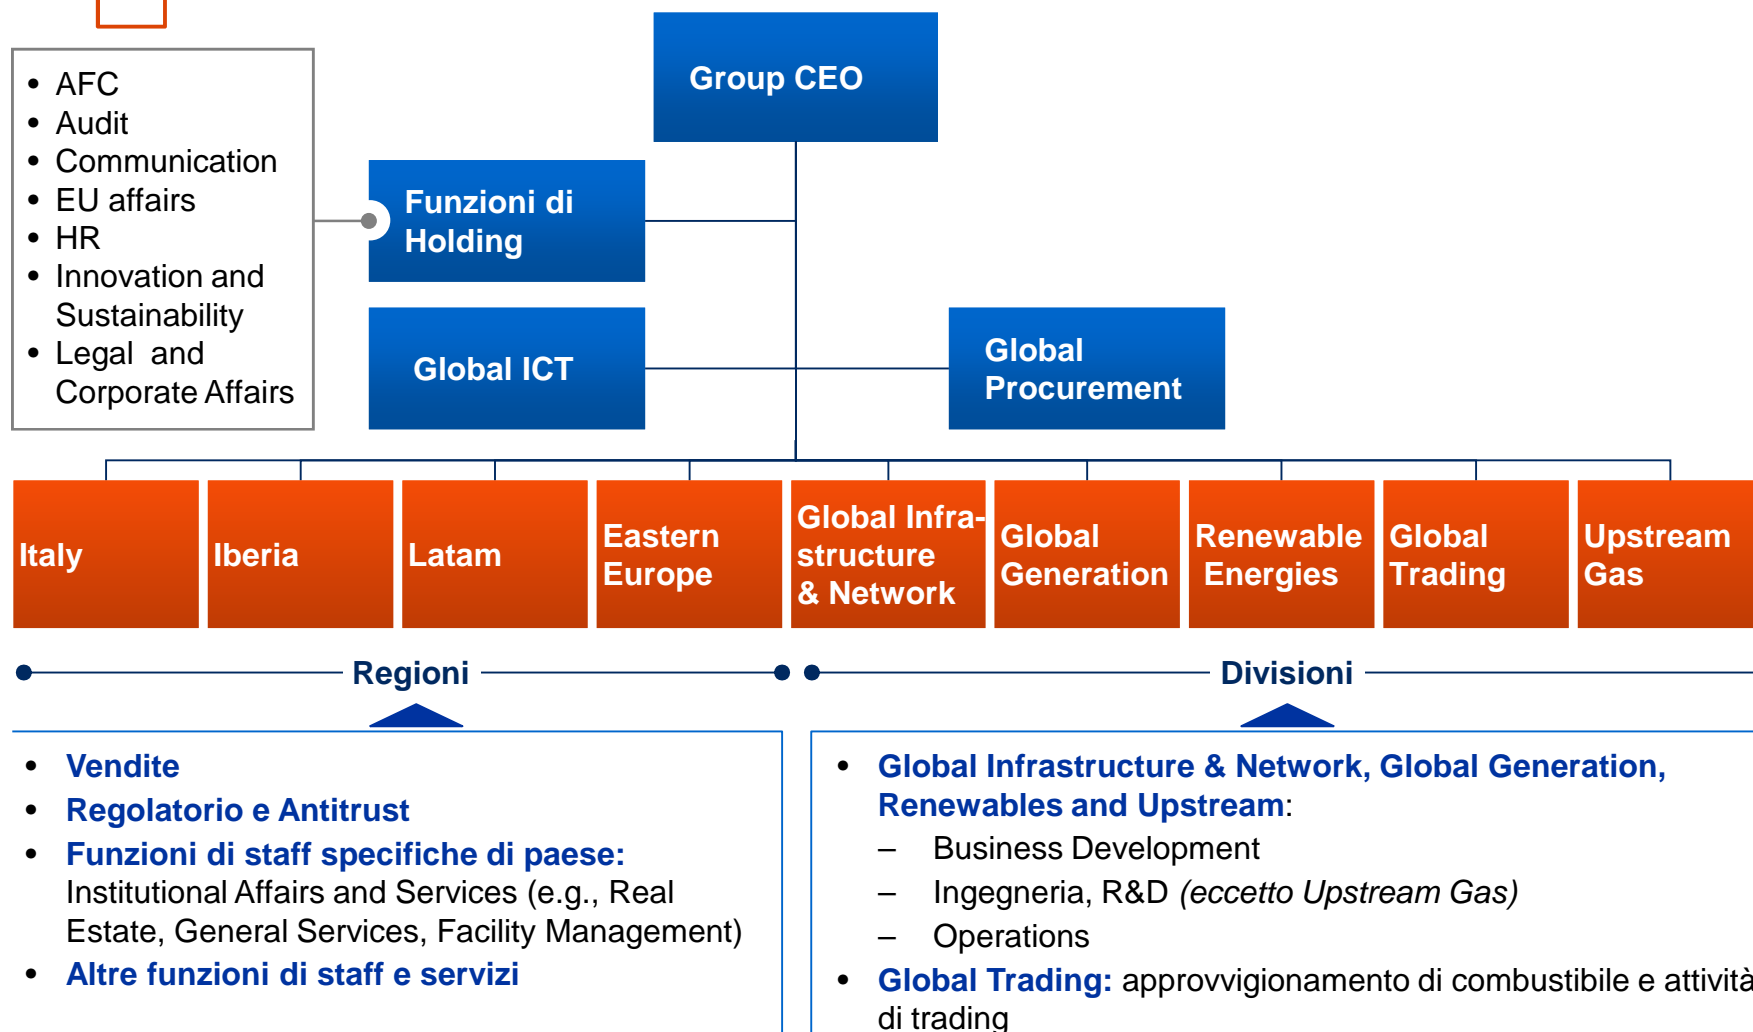 Group CEO
• AFC
• Audit
• Communication
• EU affairs
• HR
• Innovation and
Sustainability
• Legal and
Corporate Affairs
Funzioni di
Holding
Global ICT
Global
Procurement
Italy
Iberia
Latam
Eastern
Europe
Global Infra-
structure
& Network
Global
Generation
Renewable
Energies
Global
Trading
Upstream
Gas
Regioni
Divisioni
• Vendite
• Regolatorio e Antitrust
• Funzioni di staff specifiche di paese:
Institutional Affairs and Services (e.g., Real
Estate, General Services, Facility Management)
• Altre funzioni di staff e servizi
• Global Infrastructure & Network, Global Generation,
Renewables and Upstream:
– Business Development
– Ingegneria, R&D (eccetto Upstream Gas)
– Operations
• Global Trading: approvvigionamento di combustibile e attività
di trading